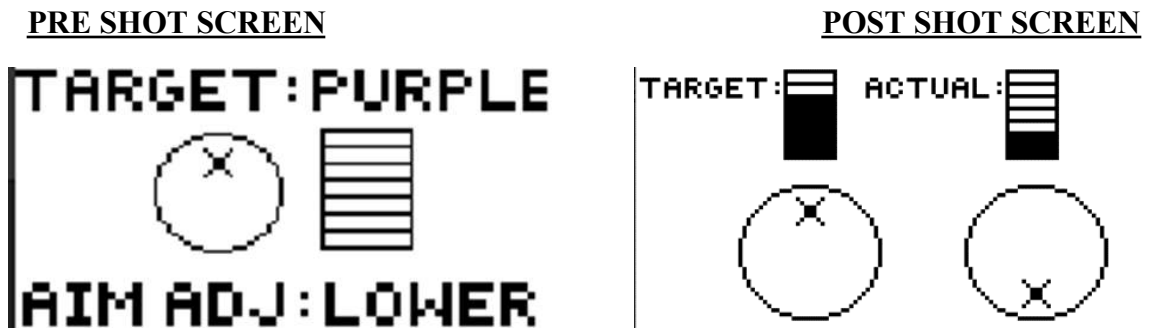 PRE SHOT SCREEN
POST SHOT SCREEN
TARGET:PURPLE
AIM ADJ:LOWER
TARGET: ACTUAL: